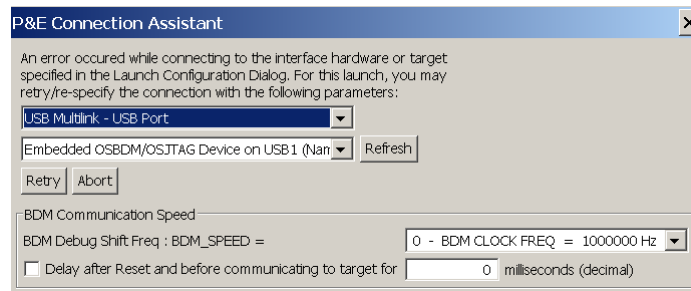 P&E Connection Assistant
An error occured while connecting to the interface hardware or target
specified in the Launch Configuration Dialog. For this launch, you may
retry/re-specify the connection with the following parameters:
USB Multilink - USB Port
Embedded OSBDM/OSJTAG Device on USB1 (Nam Refresh
Retry Abort
BDM Communication Speed
BDM Debug Shift Freq : BDM_SPEED = 0 - BDM CLOCK FREQ = 1000000 Hz
Delay after Reset and before communicating to target for 0 milliseconds (decimal)